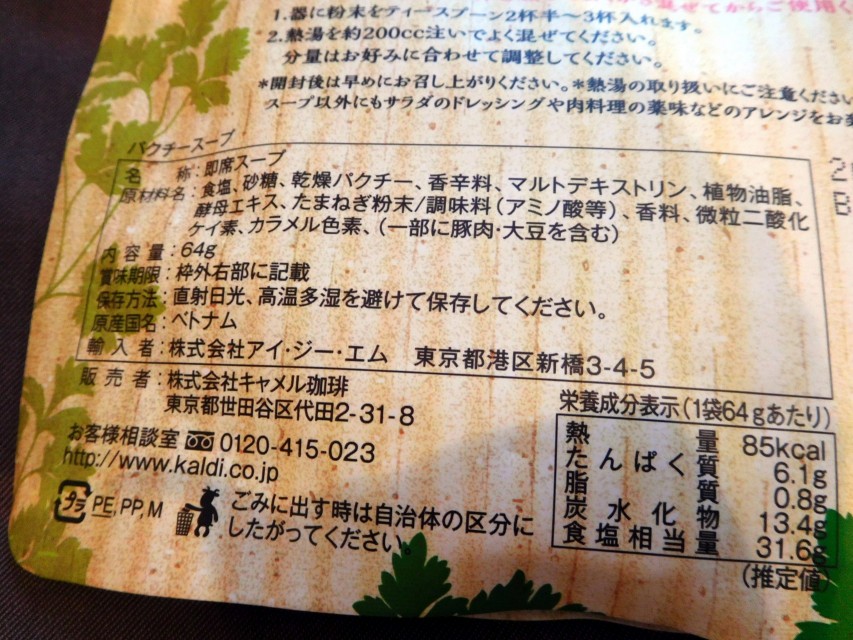 混ぜてからご使用く
1.器に粉末をティースプーン2杯半～3杯入れます。
2.熱湯を約200cc注いでよく混ぜてください。
分量はお好みに合わせて調整してください。
*開封後は早めにお召し上がりください。*熱湯の取り扱いにご注意ください
スープ以外にもサラダのドレッシングや肉料理の薬味などのアレンジをお
パクチースープ
名 称:即席スープ
原材料名:食塩、砂糖、乾燥パクチー、香辛料、マルトデキストリン、植物油脂、
酵母エキス、たまねぎ粉末/調味料(アミノ酸等)、香料、微粒二酸化
ケイ素、カラメル色素、(一部に豚肉・大豆を含む)
内容量:64g
賞味期限:枠外右部に記載
保存方法:直射日光、高温多湿を避けて保存してください。
原産国名:ベトナム
輸入者:株式会社アイ・ジー・エム 東京都港区新橋3-4-5
販売者:株式会社キャメル珈琲
東京都世田谷区代田2-31-8
お客様相談室 0120-415-023
http://www.kaldi.co.jp
プラ PE,PP,M
ごみに出す時は自治体の区分に
したがってください。
栄養成分表示(1袋64gあたり)
熱量 85kcal
たんぱく質 6.1g
脂質 0.8g
炭水化物 13.4g
食塩相当量 31.6g
(推定値)